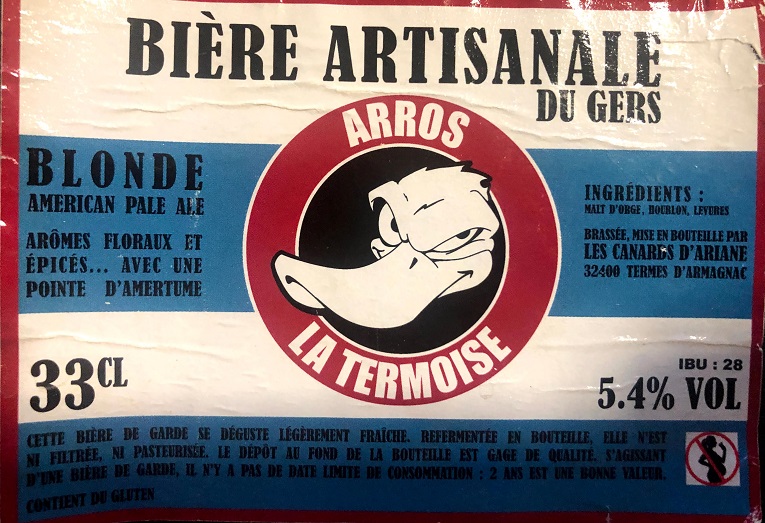 BIÈRE ARTISANALE
DU GERS
ARROS
LA TERMOISE
BLONDE
AMERICAN PALE ALE
ARÔMES FLORAUX ET
ÉPICÉS... AVEC UNE
POINTE D'AMERTUME
INGRÉDIENTS :
MALT D'ORGE, HOUBLON, LEVURES
BRASSÉE, MISE EN BOUTEILLE PAR
LES CANARDS D'ARIANE
32400 TERMES D'ARMAGNAC
33CL
IBU : 28
5.4% VOL
CETTE BIÈRE DE GARDE SE DÉGUSTE LÉGÈREMENT FRAÎCHE. REFERMENTÉE EN BOUTEILLE, ELLE N'EST
NI FILTRÉE, NI PASTEURISÉE. LE DÉPÔT AU FOND DE LA BOUTEILLE EST GAGE DE QUALITÉ. S'AGISSANT
D'UNE BIÈRE DE GARDE, IL N'Y A PAS DE DATE LIMITE DE CONSOMMATION : 2 ANS EST UNE BONNE VALEUR.
CONTIENT DU GLUTEN